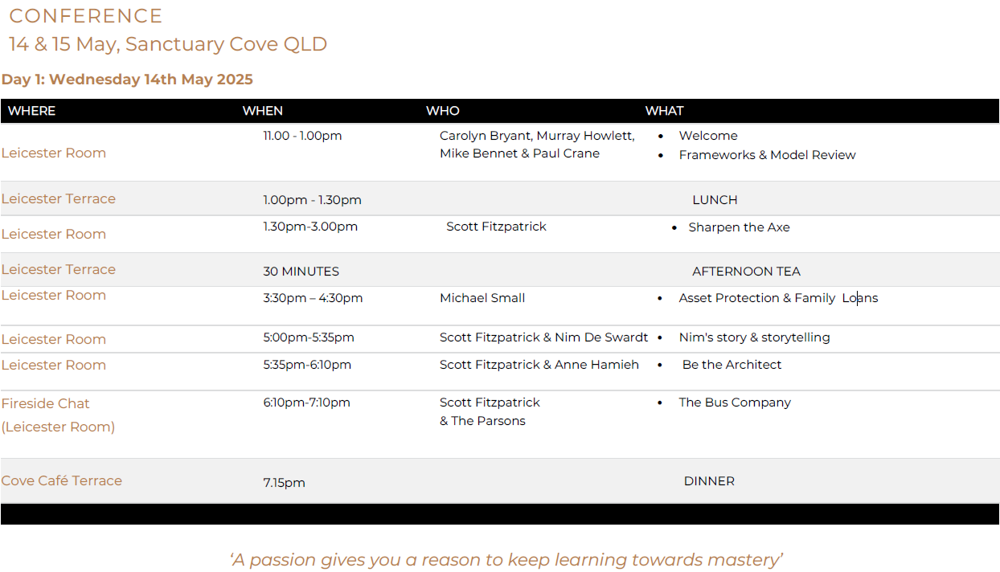 CONFERENCE
14 & 15 May, Sanctuary Cove QLD
Day 1: Wednesday 14th May 2025
WHERE WHEN WHO WHAT
Leicester Room 11.00 - 1.00pm Carolyn Bryant, Murray Howlett, • Welcome
Mike Bennet & Paul Crane • Frameworks & Model Review
Leicester Terrace 1.00pm - 1.30pm LUNCH
Leicester Room 1.30pm-3.00pm Scott Fitzpatrick • Sharpen the Axe
Leicester Terrace 30 MINUTES AFTERNOON TEA
Leicester Room 3:30pm – 4:30pm Michael Small • Asset Protection & Family Loans
Leicester Room 5:00pm-5:35pm Scott Fitzpatrick & Nim De Swardt • Nim's story & storytelling
Leicester Room 5:35pm-6:10pm Scott Fitzpatrick & Anne Hamieh • Be the Architect
Fireside Chat 6:10pm-7:10pm Scott Fitzpatrick • The Bus Company
(Leicester Room) & The Parsons
Cove Café Terrace 7.15pm DINNER
‘A passion gives you a reason to keep learning towards mastery’